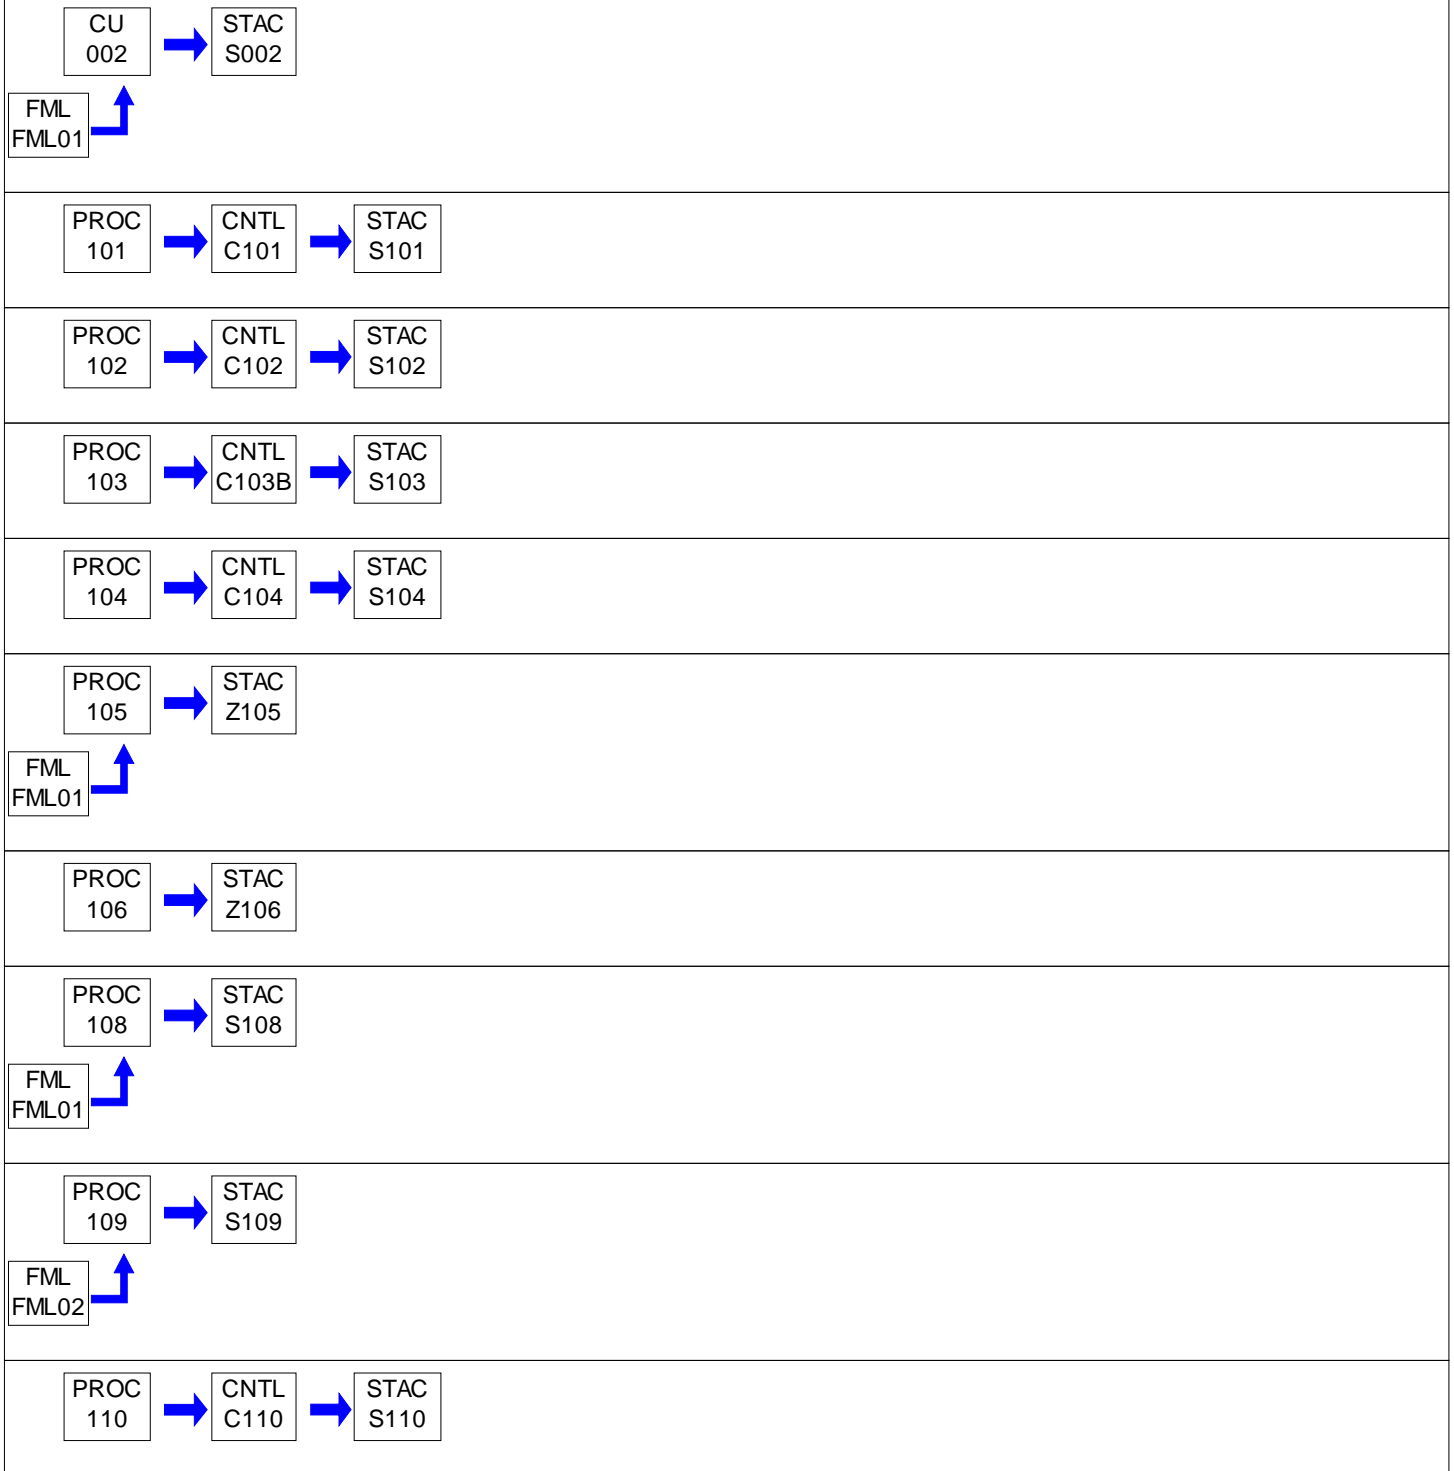 CU
002
STAC
S002
FML
FML01
PROC
101
CNTL
C101
STAC
S101
PROC
102
CNTL
C102
STAC
S102
PROC
103
CNTL
C103B
STAC
S103
PROC
104
CNTL
C104
STAC
S104
PROC
105
STAC
Z105
FML
FML01
PROC
106
STAC
Z106
PROC
108
STAC
S108
FML
FML01
PROC
109
STAC
S109
FML
FML02
PROC
110
CNTL
C110
STAC
S110